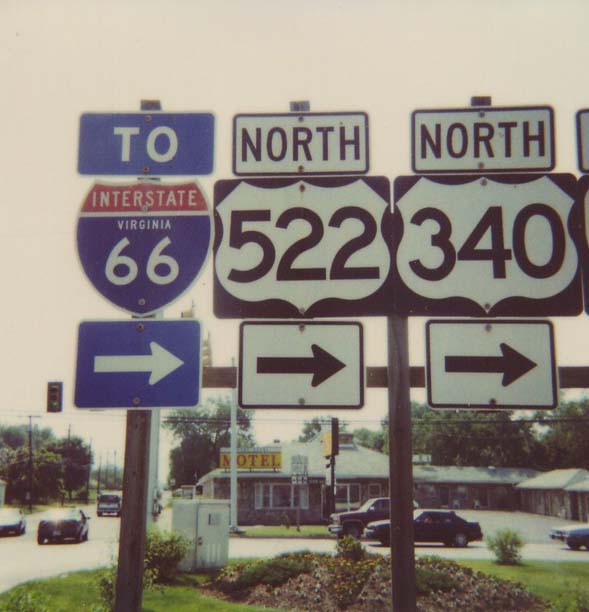 TO
INTERSTATE
VIRGINIA
66
NORTH
522
NORTH
340
MOTEL